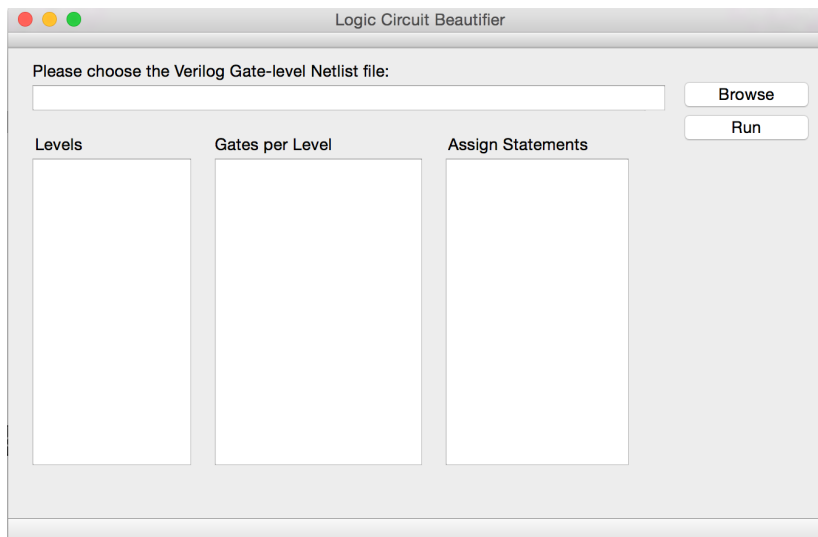 Logic Circuit Beautifier
Please choose the Verilog Gate-level Netlist file:
Browse
Run
Levels
Gates per Level
Assign Statements